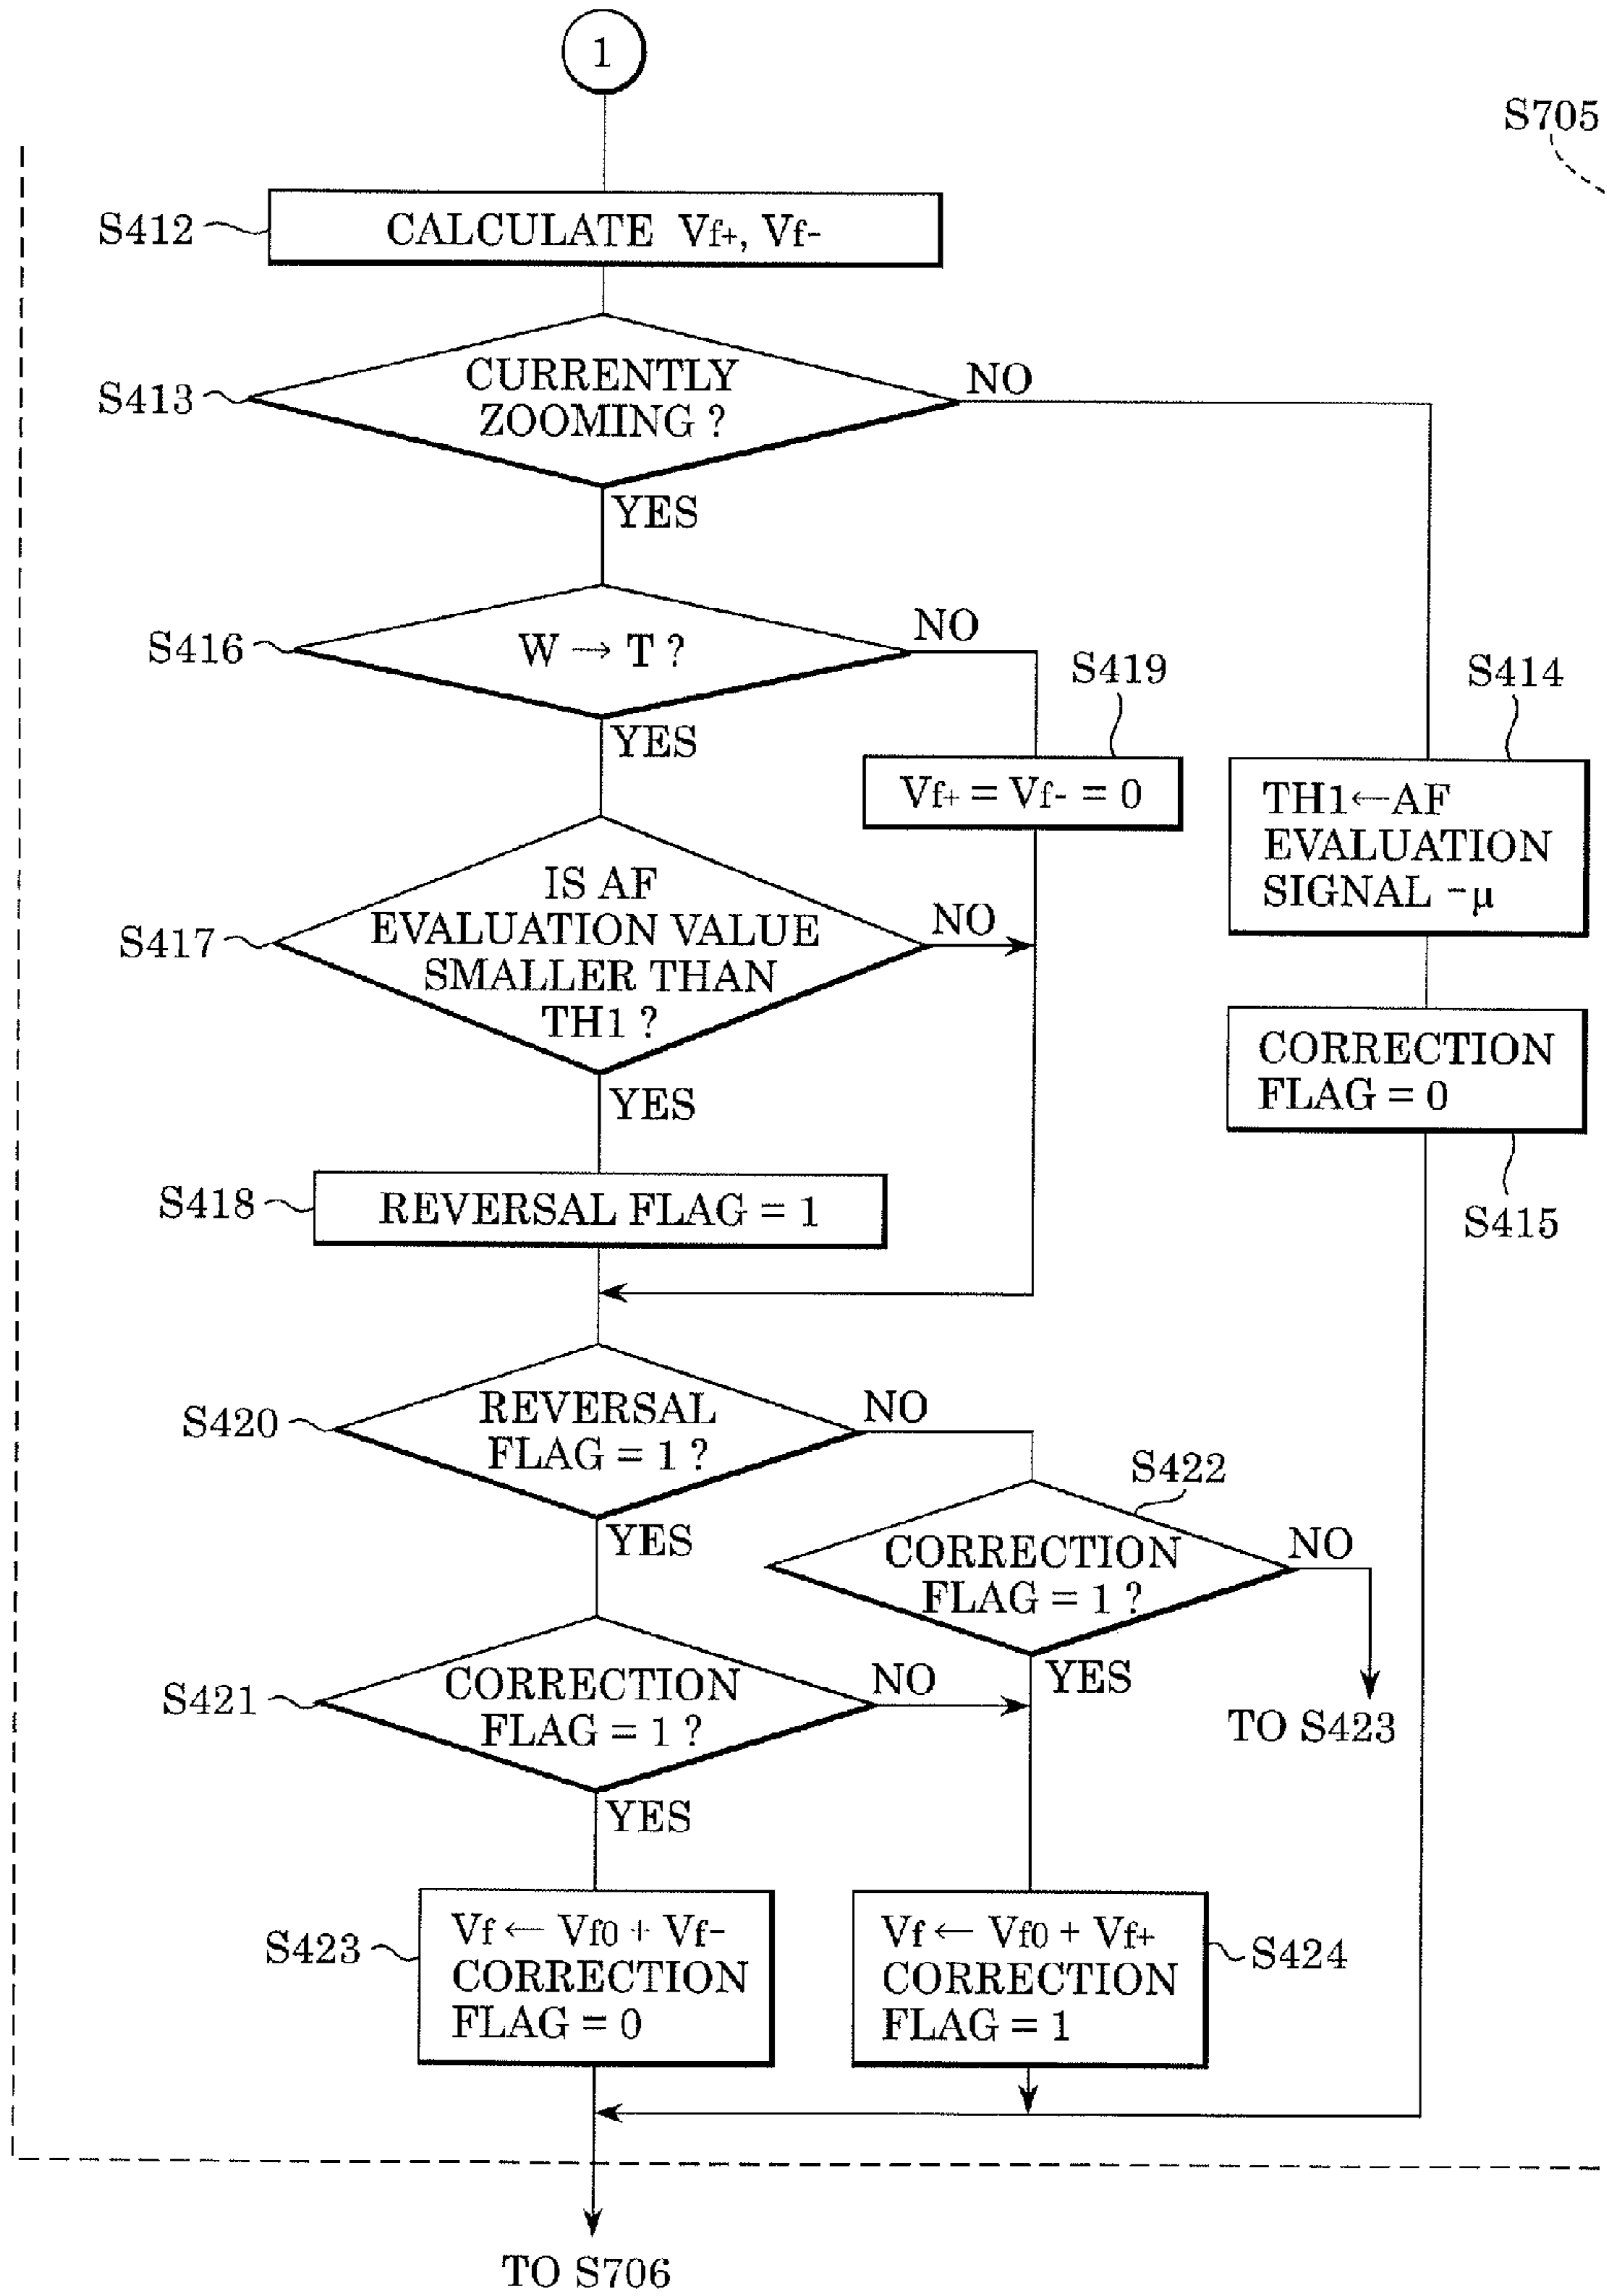 1
S705
S412
CALCULATE Vf+, Vf-
S413
CURRENTLY
ZOOMING ?
NO
YES
S416
W → T ?
NO
YES
S419
Vf+ = Vf- = 0
S414
TH1←AF
EVALUATION
SIGNAL -μ
S417
IS AF
EVALUATION VALUE
SMALLER THAN
TH1 ?
NO
YES
CORRECTION
FLAG = 0
S415
S418
REVERSAL FLAG = 1
S420
REVERSAL
FLAG = 1 ?
NO
YES
S422
CORRECTION
FLAG = 1 ?
NO
YES
TO S423
S421
CORRECTION
FLAG = 1 ?
NO
YES
S423
Vf ← Vf0 + Vf-
CORRECTION
FLAG = 0
Vf ← Vf0 + Vf+
CORRECTION
FLAG = 1
S424
TO S706